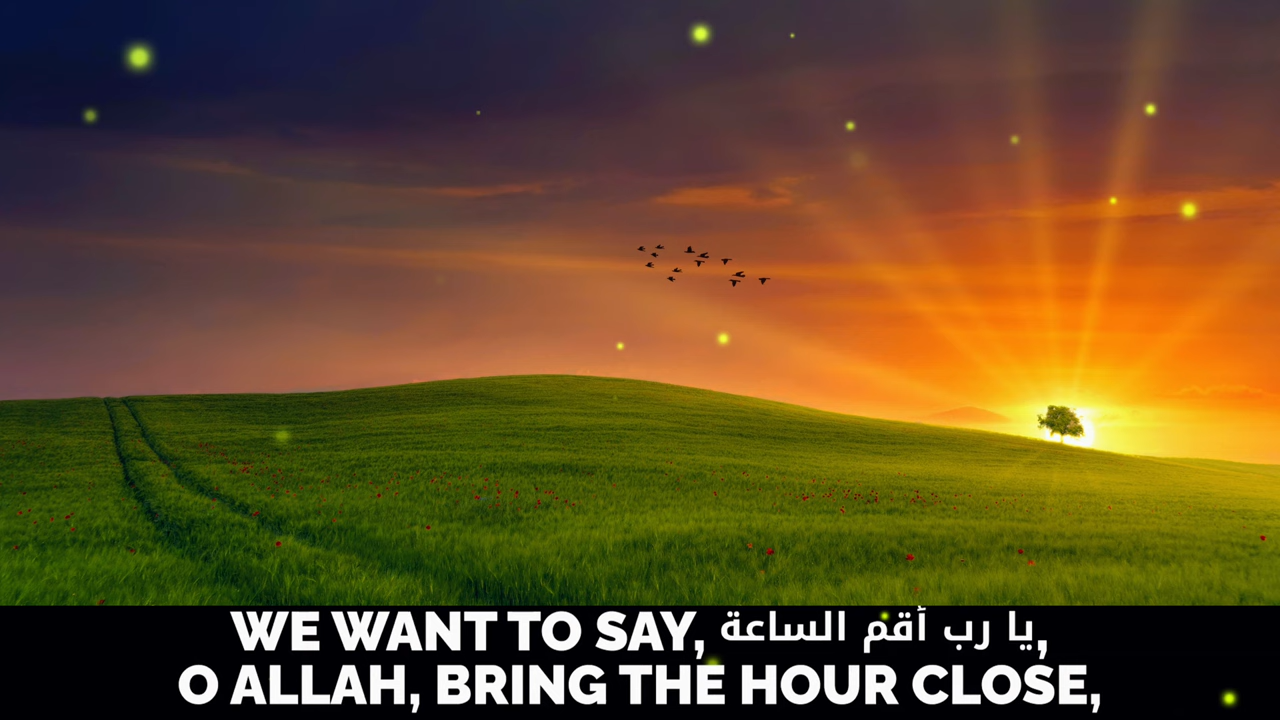 WE WANT TO SAY, يا رب أقم الساعة,
O ALLAH, BRING THE HOUR CLOSE,